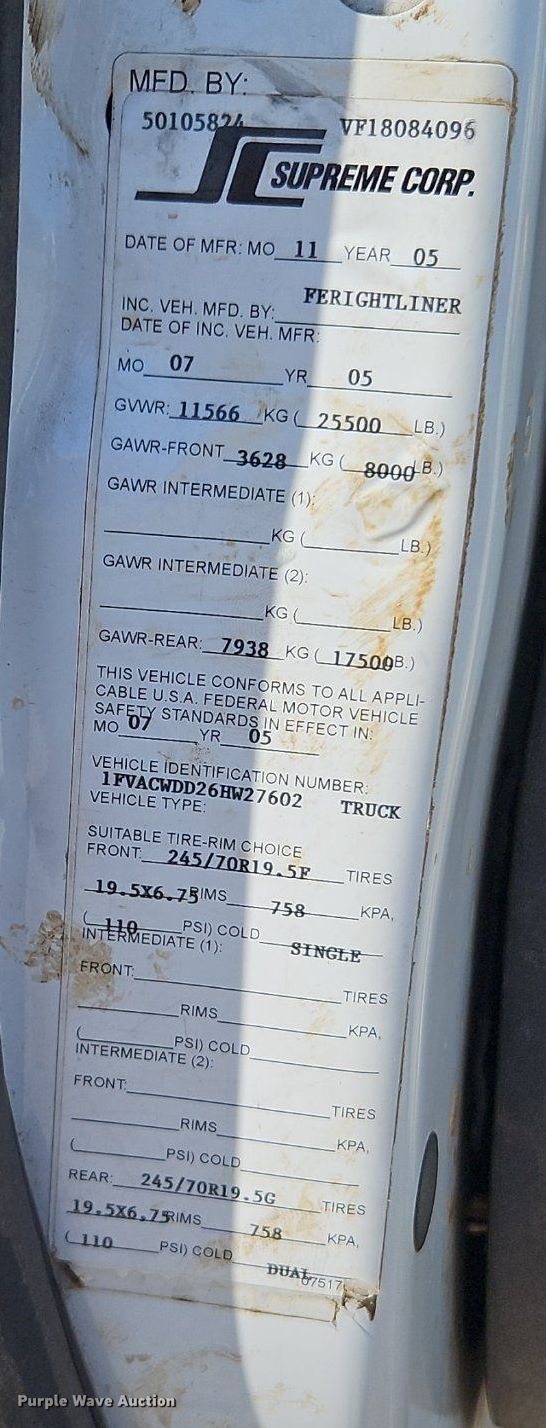 MFD. BY:
50105824 VF18084096
SUPREME CORP.
DATE OF MFR: MO 11 YEAR 05
FERIGHTLINER
INC. VEH. MFD. BY:
DATE OF INC. VEH. MFR:
MO 07 YR 05
GVWR: 11566 KG ( 25500 LB.)
GAWR-FRONT 3628 KG ( 8000 LB.)
GAWR INTERMEDIATE (1):
KG ( LB.)
GAWR INTERMEDIATE (2):
KG ( LB.)
GAWR-REAR: 7938 KG ( 17500 B.)
THIS VEHICLE CONFORMS TO ALL APPLI-
CABLE U.S.A. FEDERAL MOTOR VEHICLE
SAFETY STANDARDS IN EFFECT IN:
MO 07 YR 05
VEHICLE IDENTIFICATION NUMBER:
1FVACWDD26HW27602 TRUCK
VEHICLE TYPE:
SUITABLE TIRE-RIM CHOICE
FRONT: 245/70R19.5F TIRES
19.5X6.75 RIMS 758 KPA,
( 110 PSI) COLD SINGLE
INTERMEDIATE (1):
FRONT: TIRES
RIMS KPA,
( PSI) COLD
INTERMEDIATE (2):
FRONT: TIRES
RIMS KPA,
( PSI) COLD
REAR: 245/70R19.5G TIRES
19.5X6.75 RIMS 758 KPA,
( 110 PSI) COLD DUAL
07517
Purple Wave Auction